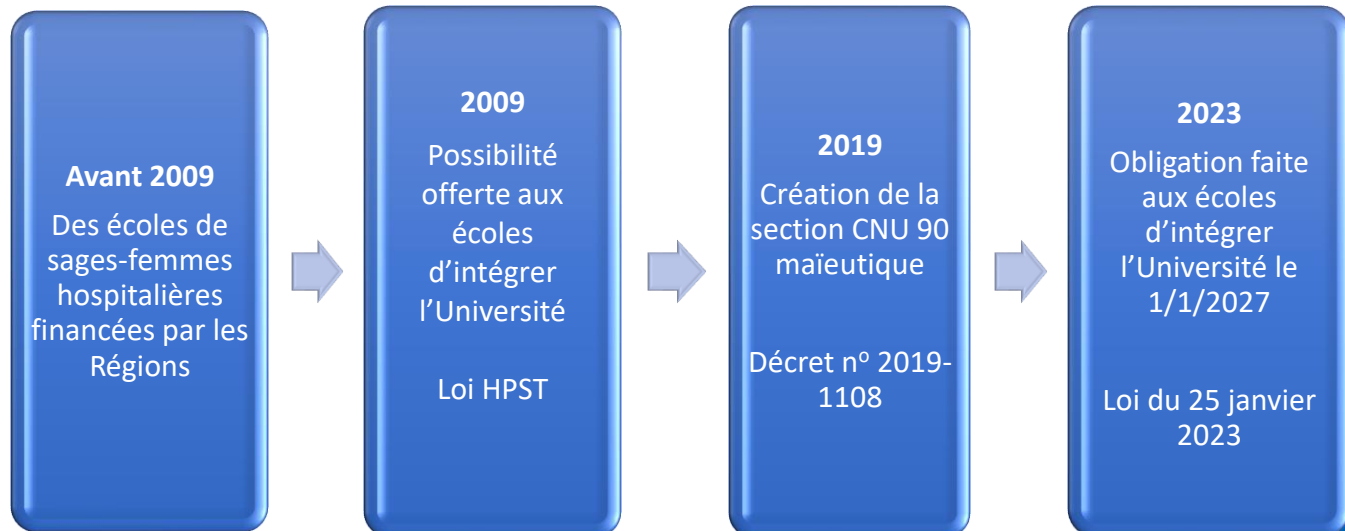 Avant 2009
Des écoles de
sages-femmes
hospitalières
financées par les
Régions
2009
Possibilité
offerte aux
écoles
d'intégrer
l'Université
Loi HPST
2019
Création de la
section CNU 90
maïeutique
Décret nº 2019-
1108
2023
Obligation faite
aux écoles
d'intégrer
l'Université le
1/1/2027
Loi du 25 janvier
2023